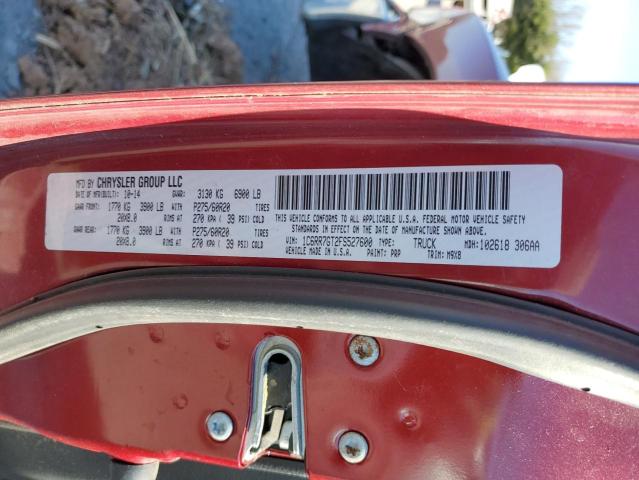 MFD BY CHRYSLER GROUP LLC
DATE OF MFR(BUILT): 10-14 GVWR: 3130 KG 6900 LB
GAWR FRONT: 1770 KG 3900 LB WITH P275/60R20 TIRES
20X8.0 RIMS AT 270 KPA ( 39 PSI) COLD
GAWR REAR: 1770 KG 3900 LB WITH P275/60R20 TIRES
20X8.0 RIMS AT 270 KPA ( 39 PSI) COLD
THIS VEHICLE CONFORMS TO ALL APPLICABLE U.S.A. FEDERAL MOTOR VEHICLE SAFETY
STANDARDS IN EFFECT ON THE DATE OF MANUFACTURE SHOWN ABOVE.
VIN: 1C6RR7GT2FS527600 TYPE: TRUCK MDH: 102618 306AA
VEHICLE MADE IN U.S.A. PAINT: PRP TRIM: M9X8